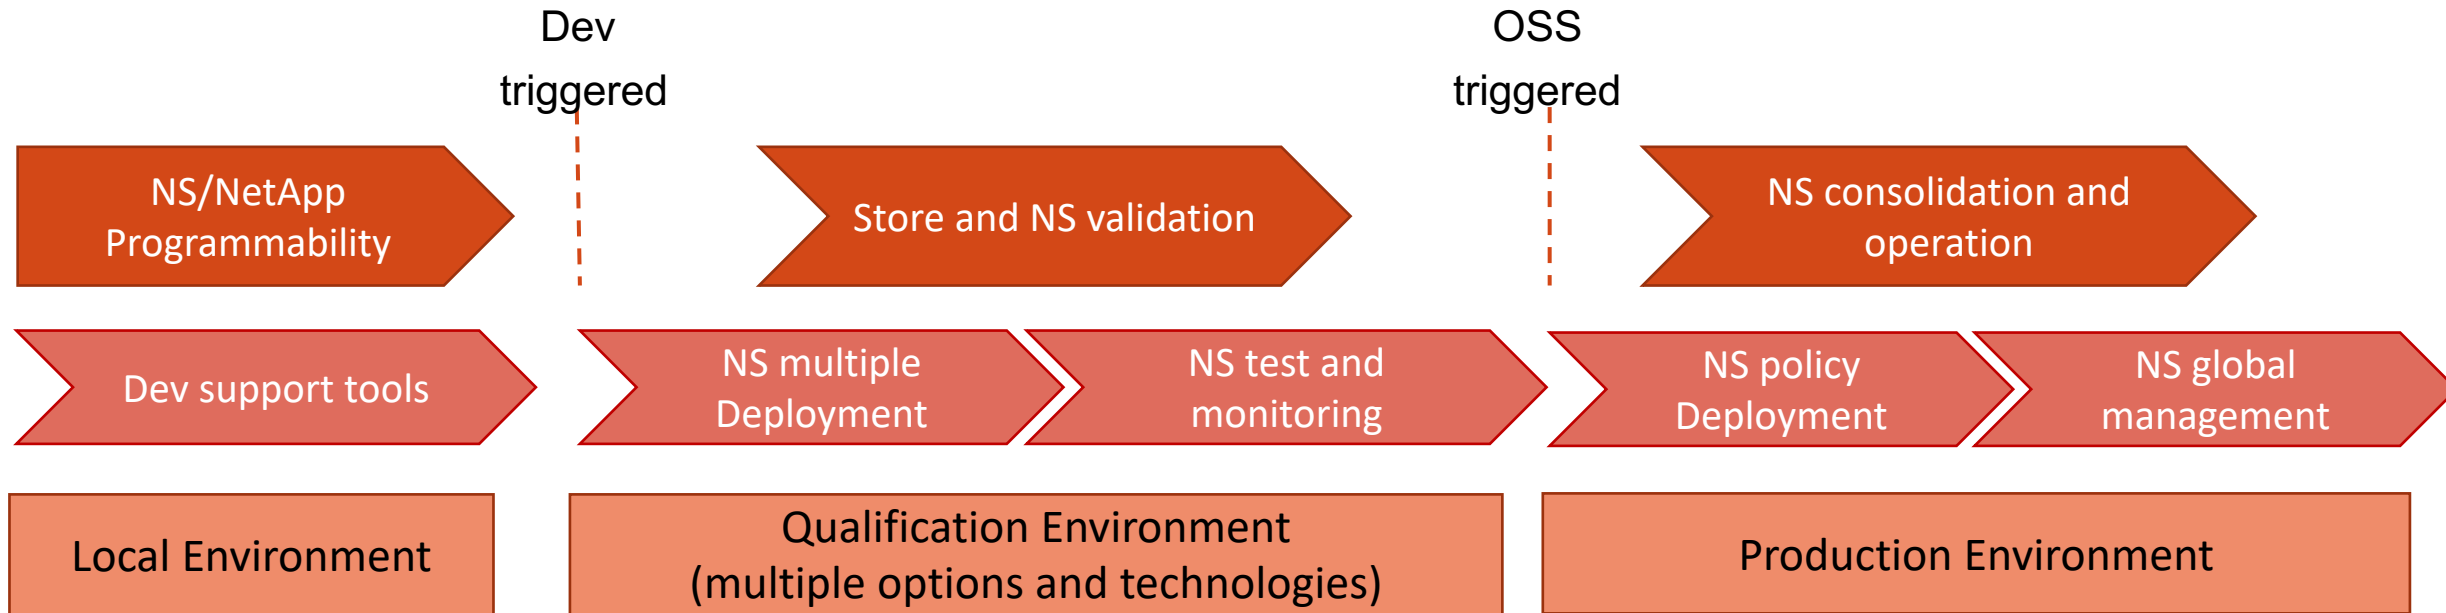 Dev
triggered
OSS
triggered
NS/NetApp
Programmability
Store and NS validation
NS consolidation and
operation
Dev support tools
NS multiple
Deployment
NS test and
monitoring
NS policy
Deployment
NS global
management
Local Environment
Qualification Environment
(multiple options and technologies)
Production Environment